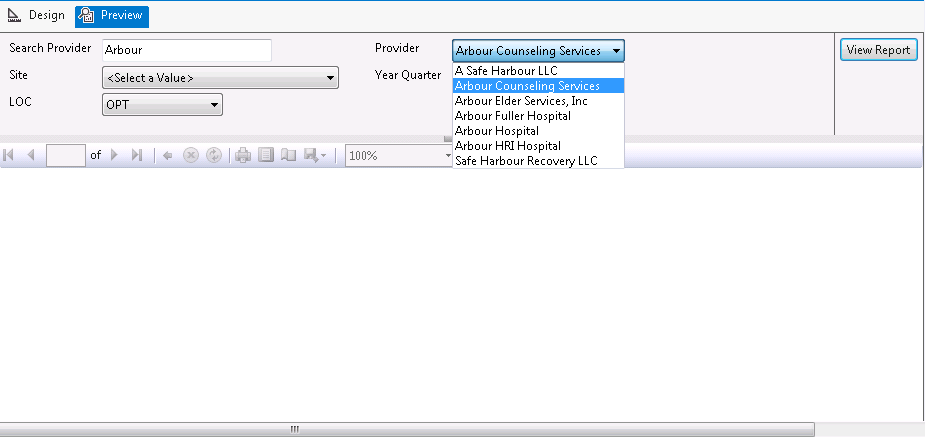 Design Preview
Search Provider Arbour Provider Arbour Counseling Services View Report
Site <Select a Value> Year Quarter
LOC OPT
A Safe Harbour LLC
Arbour Counseling Services
Arbour Elder Services, Inc
Arbour Fuller Hospital
Arbour Hospital
Arbour HRI Hospital
Safe Harbour Recovery LLC
of 100%